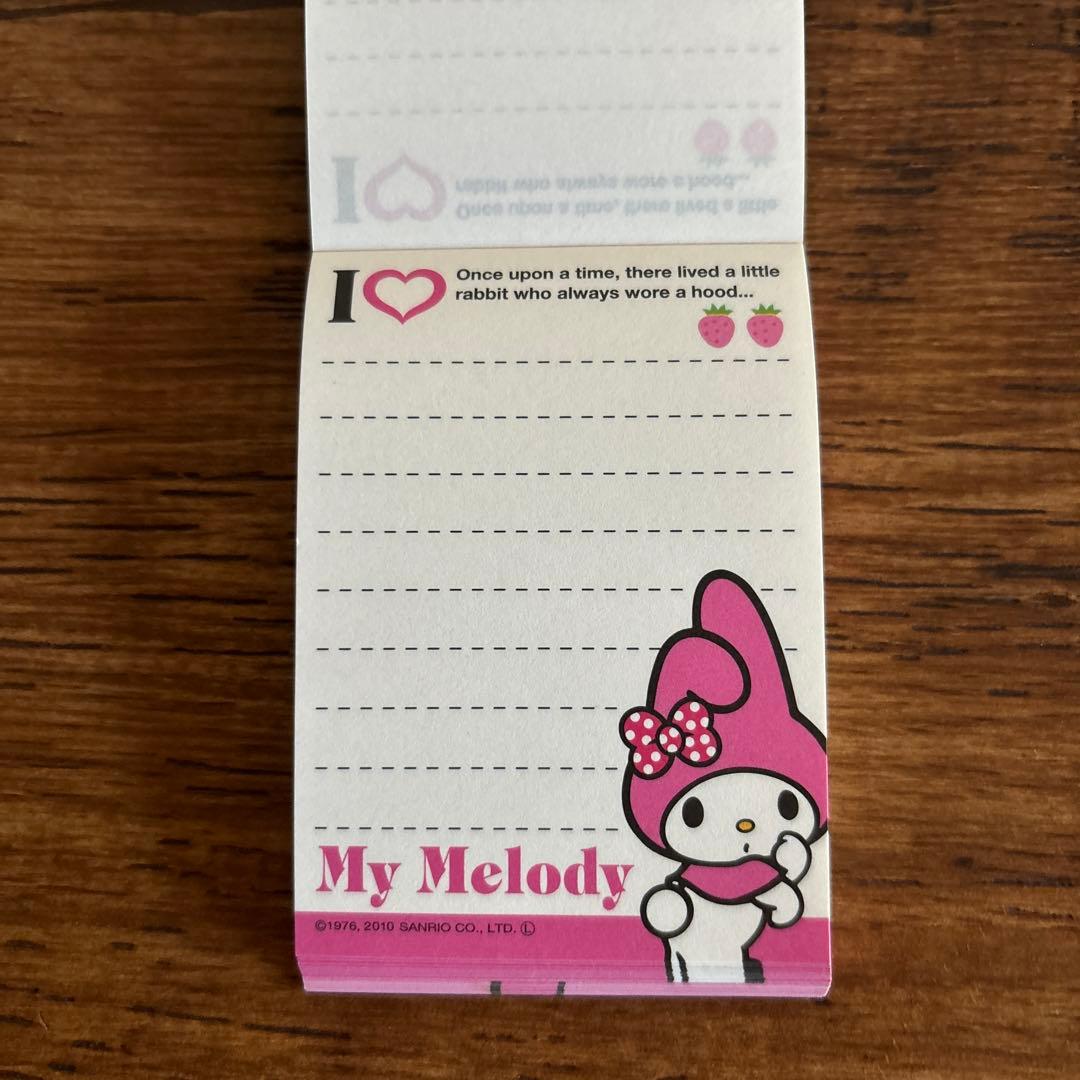 I
Once upon a time, there lived a little
rabbit who always wore a hood...
My Melody
©1976, 2010 SANRIO CO., LTD. Ⓛ